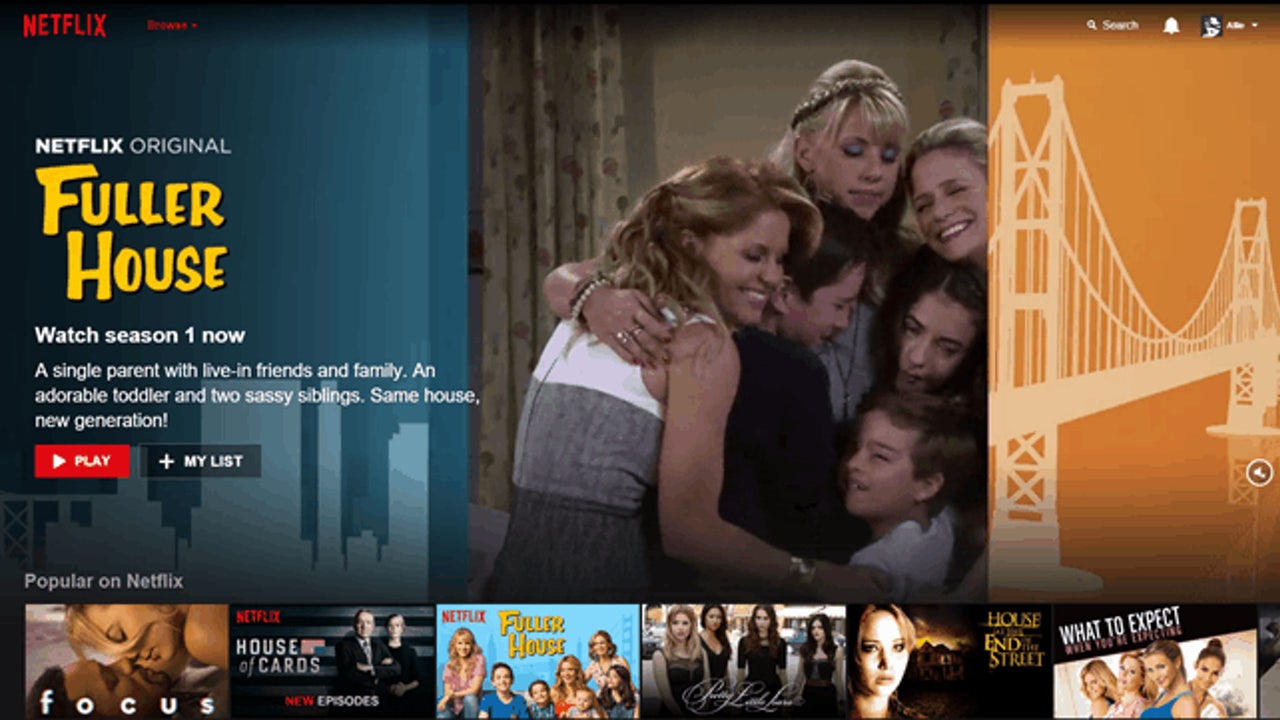 NETFLIX
Browse
Search
Allie
NETFLIX ORIGINAL
FULLER
HOUSE
Watch season 1 now
A single parent with live-in friends and family. An
adorable toddler and two sassy siblings. Same house,
new generation!
PLAY
+ MY LIST
Popular on Netflix
focus
NETFLIX
HOUSE
of CARDS
NEW EPISODES
NETFLIX
FULLER
HOUSE
Pretty Little Liars
HOUSE
AT THE
END OF THE
STREET
WHAT TO EXPECT
WHEN YOU'RE EXPECTING